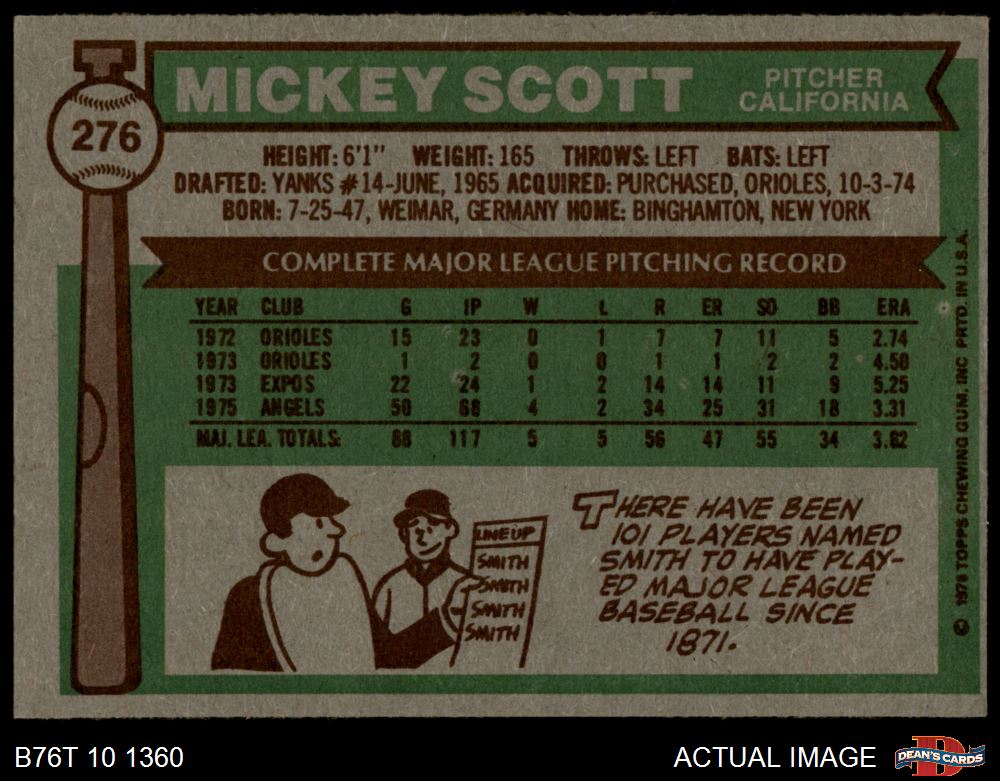 276
MICKEY SCOTT
PITCHER
CALIFORNIA
HEIGHT: 6'1" WEIGHT: 165 THROWS: LEFT BATS: LEFT
DRAFTED: YANKS #14-JUNE, 1965 ACQUIRED: PURCHASED, ORIOLES, 10-3-74
BORN: 7-25-47, WEIMAR, GERMANY HOME: BINGHAMTON, NEW YORK
COMPLETE MAJOR LEAGUE PITCHING RECORD
YEAR CLUB G IP W L R ER SO BB ERA
1972 ORIOLES 15 23 0 1 7 7 11 5 2.74
1973 ORIOLES 1 2 0 0 1 1 2 2 4.50
1973 EXPOS 22 24 1 2 14 14 11 9 5.25
1975 ANGELS 50 68 4 2 34 25 31 18 3.31
MAJ. LEA. TOTALS: 88 117 5 5 56 47 55 34 3.62
LINEUP
SMITH
SMITH
SMITH
SMITH
THERE HAVE BEEN
101 PLAYERS NAMED
SMITH TO HAVE PLAY-
ED MAJOR LEAGUE
BASEBALL SINCE
1871.
© 1976 TOPPS CHEWING GUM, INC PRTD. IN U.S.A.
B76T 10 1360
ACTUAL IMAGE
D
DEAN'S CARDS